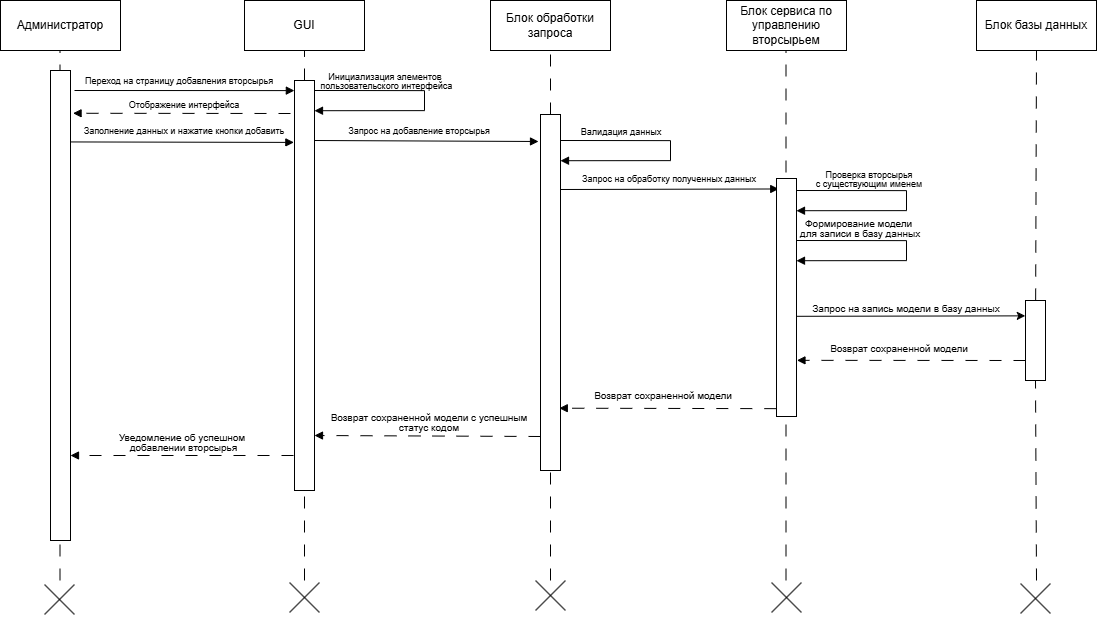 Администратор
GUI
Блок обработки
запроса
Блок сервиса по
управлению
вторсырьем
Блок базы данных
Переход на страницу добавления вторсырья
Инициализация элементов
пользовательского интерфейса
Отображение интерфейса
Заполнение данных и нажатие кнопки добавить
Запрос на добавление вторсырья
Валидация данных
Запрос на обработку полученных данных
Проверка вторсырья
с существующим именем
Формирование модели
для записи в базу данных
Запрос на запись модели в базу данных
Возврат сохраненной модели
Возврат сохраненной модели
Возврат сохраненной модели с успешным
статус кодом
Уведомление об успешном
добавлении вторсырья